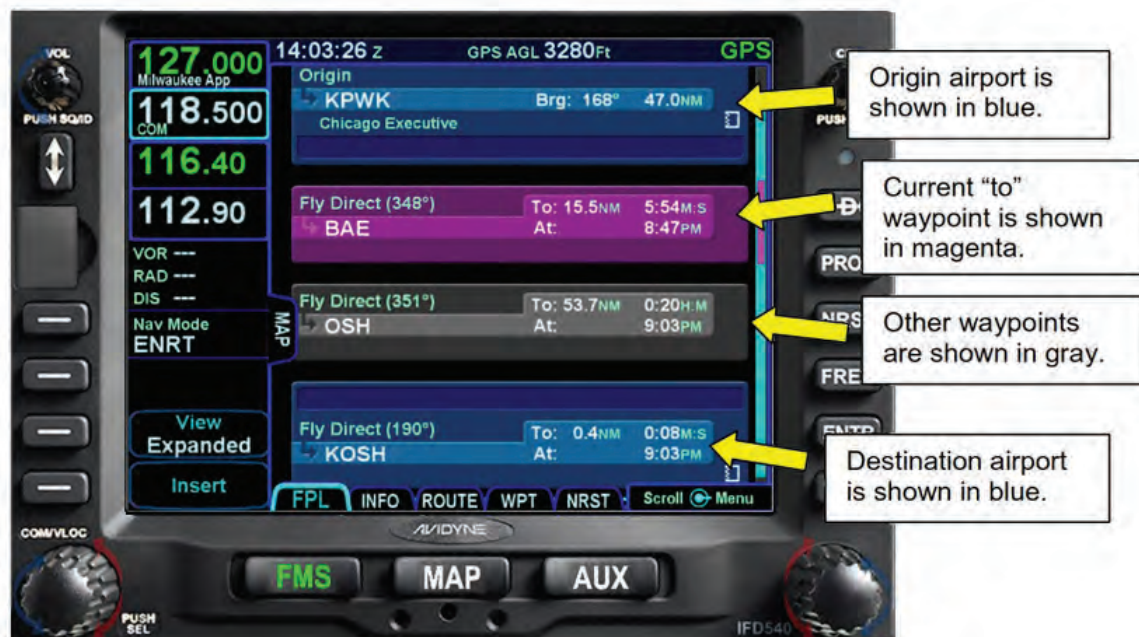 VOL
PUSH SQ/ID
127.000
Milwaukee App
118.500
COM
116.40
112.90
VOR ---
RAD ---
DIS ---
Nav Mode
ENRT
View
Expanded
Insert
COM/VLOC
PUSH
SEL
14:03:26 Z GPS AGL 3280Ft GPS
Origin
KPWK Brg: 168° 47.0NM
Chicago Executive
Fly Direct (348°) To: 15.5NM 5:54M:S
BAE At: 8:47PM
MAP
Fly Direct (351°) To: 53.7NM 0:20H:M
OSH At: 9:03PM
Fly Direct (190°) To: 0.4NM 0:08M:S
KOSH At: 9:03PM
FPL INFO ROUTE WPT NRST Scroll Menu
AVIDYNE
FMS MAP AUX
IFD540
Origin airport is
shown in blue.
Current “to”
waypoint is shown
in magenta.
Other waypoints
are shown in gray.
Destination airport
is shown in blue.